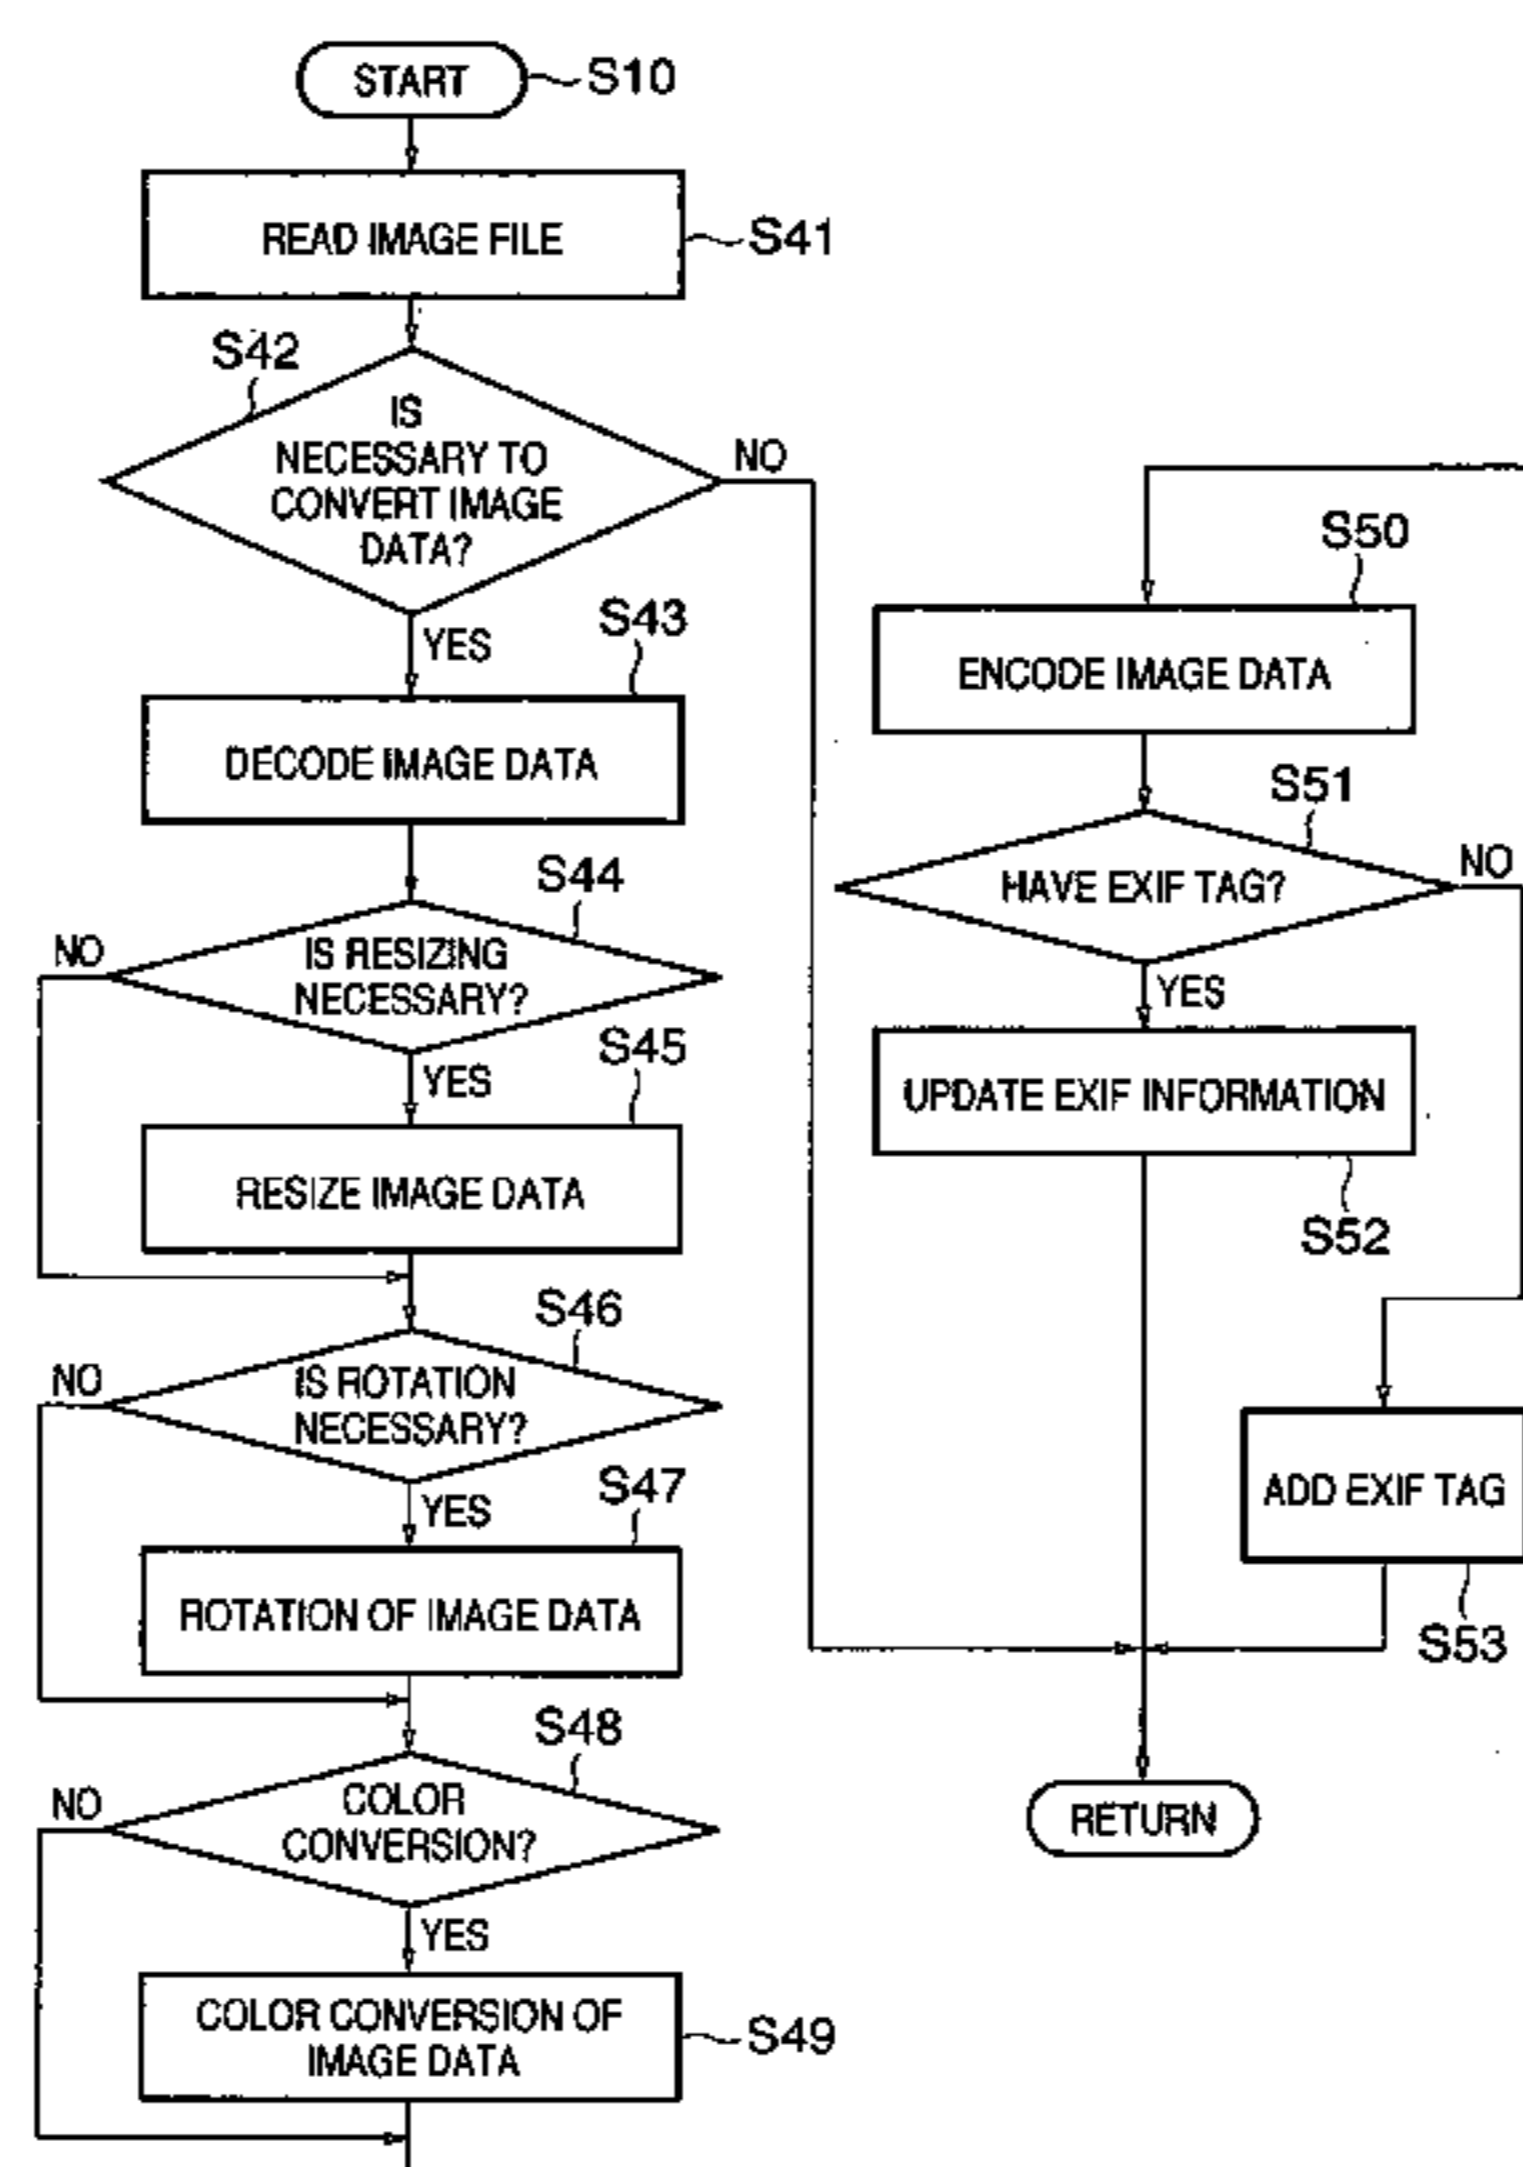 START
S10
READ IMAGE FILE
S41
S42
IS
NECESSARY TO
CONVERT IMAGE
DATA?
NO
YES
S43
DECODE IMAGE DATA
S44
NO
IS RESIZING
NECESSARY?
YES
S45
RESIZE IMAGE DATA
S46
NO
IS ROTATION
NECESSARY?
YES
S47
ROTATION OF IMAGE DATA
S48
NO
COLOR
CONVERSION?
YES
COLOR CONVERSION OF
IMAGE DATA
S49
S50
ENCODE IMAGE DATA
S51
HAVE EXIF TAG?
NO
YES
UPDATE EXIF INFORMATION
S52
ADD EXIF TAG
S53
RETURN